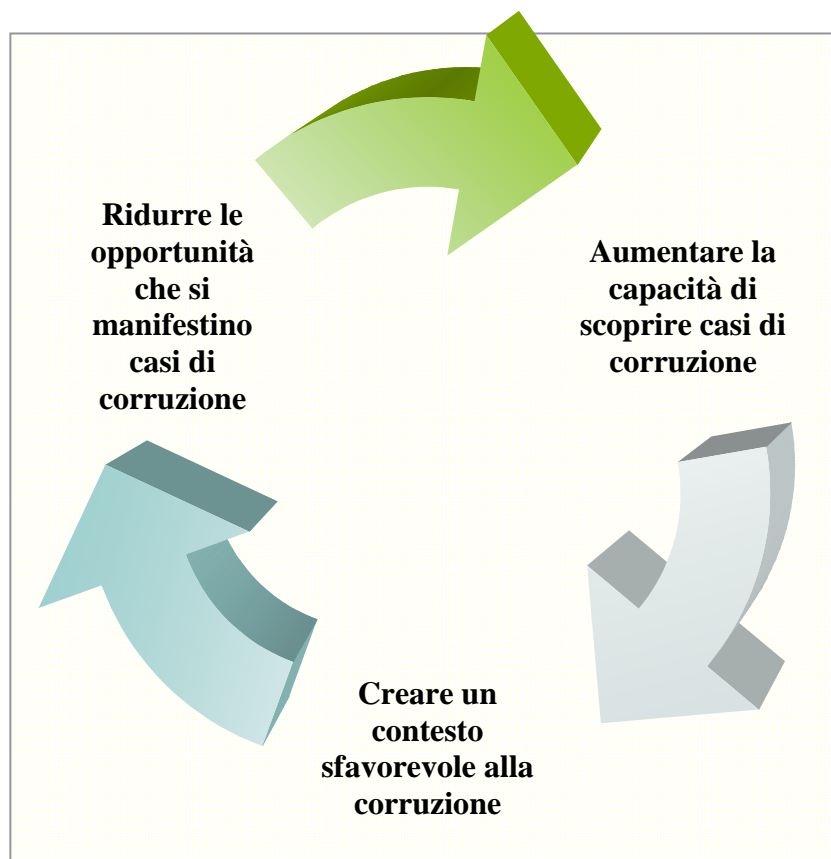 Ridurre le
opportunità
che si
manifestino
casi di
corruzione
Aumentare la
capacità di
scoprire casi di
corruzione
Creare un
contesto
sfavorevole alla
corruzione